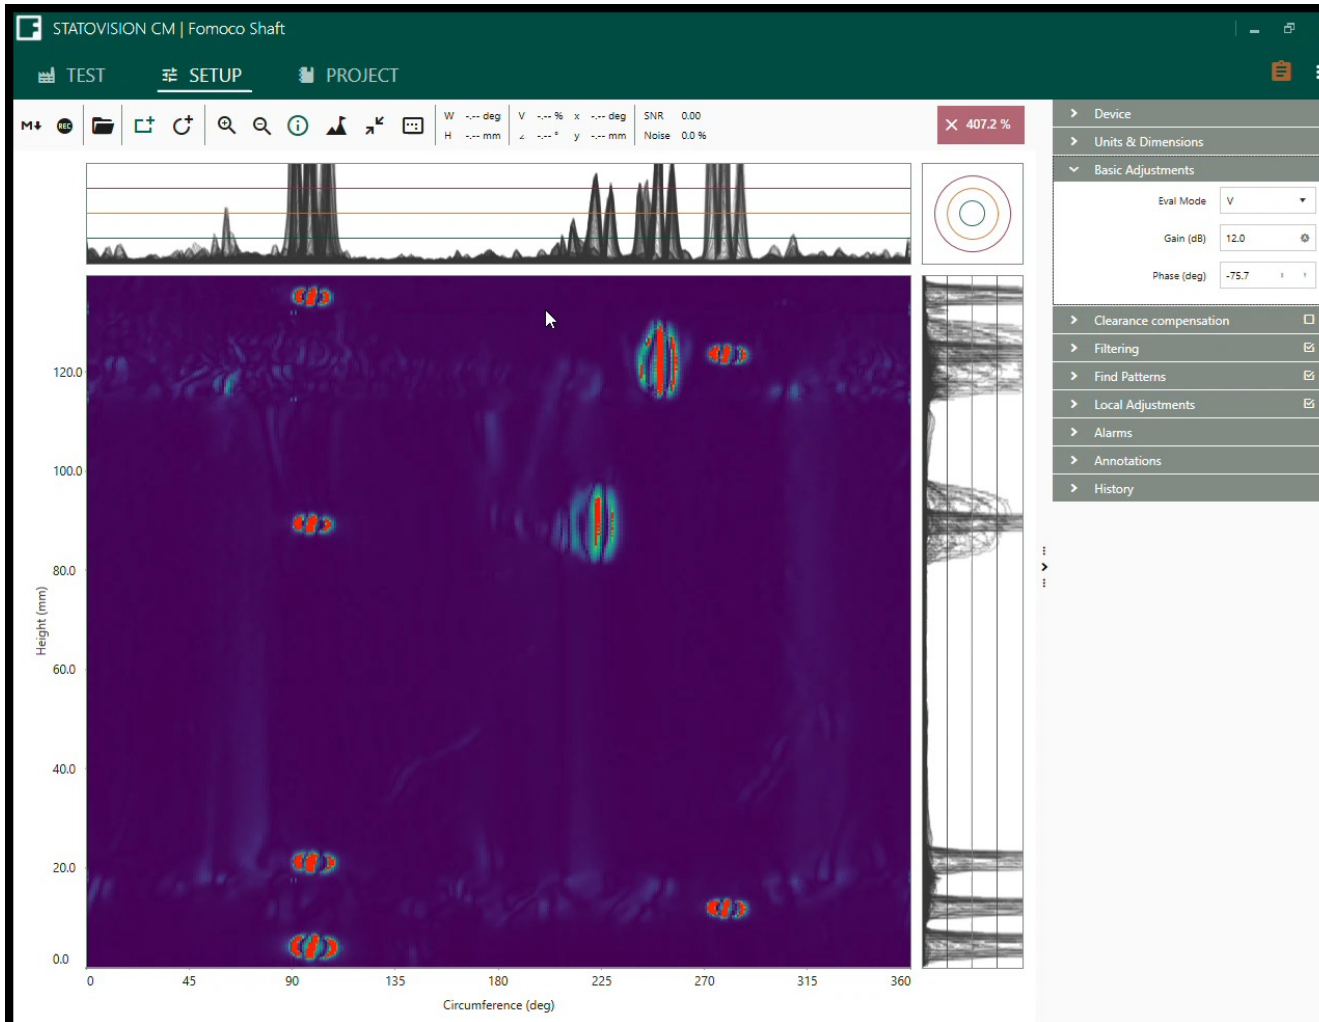 STATOVISION CM | Fomoco Shaft
TEST
SETUP
PROJECT
M
REC
W -.-- deg
H -.-- mm
V -.-- % x -.-- deg
∠ -.-- ° y -.-- mm
SNR 0.00
Noise 0.0 %
407.2 %
Device
Units & Dimensions
Basic Adjustments
Eval Mode V
Gain (dB) 12.0
Phase (deg) -75.7
Clearance compensation
Filtering
Find Patterns
Local Adjustments
Alarms
Annotations
History
120.0
100.0
80.0
60.0
40.0
20.0
0.0
Height (mm)
0 45 90 135 180 225 270 315 360
Circumference (deg)